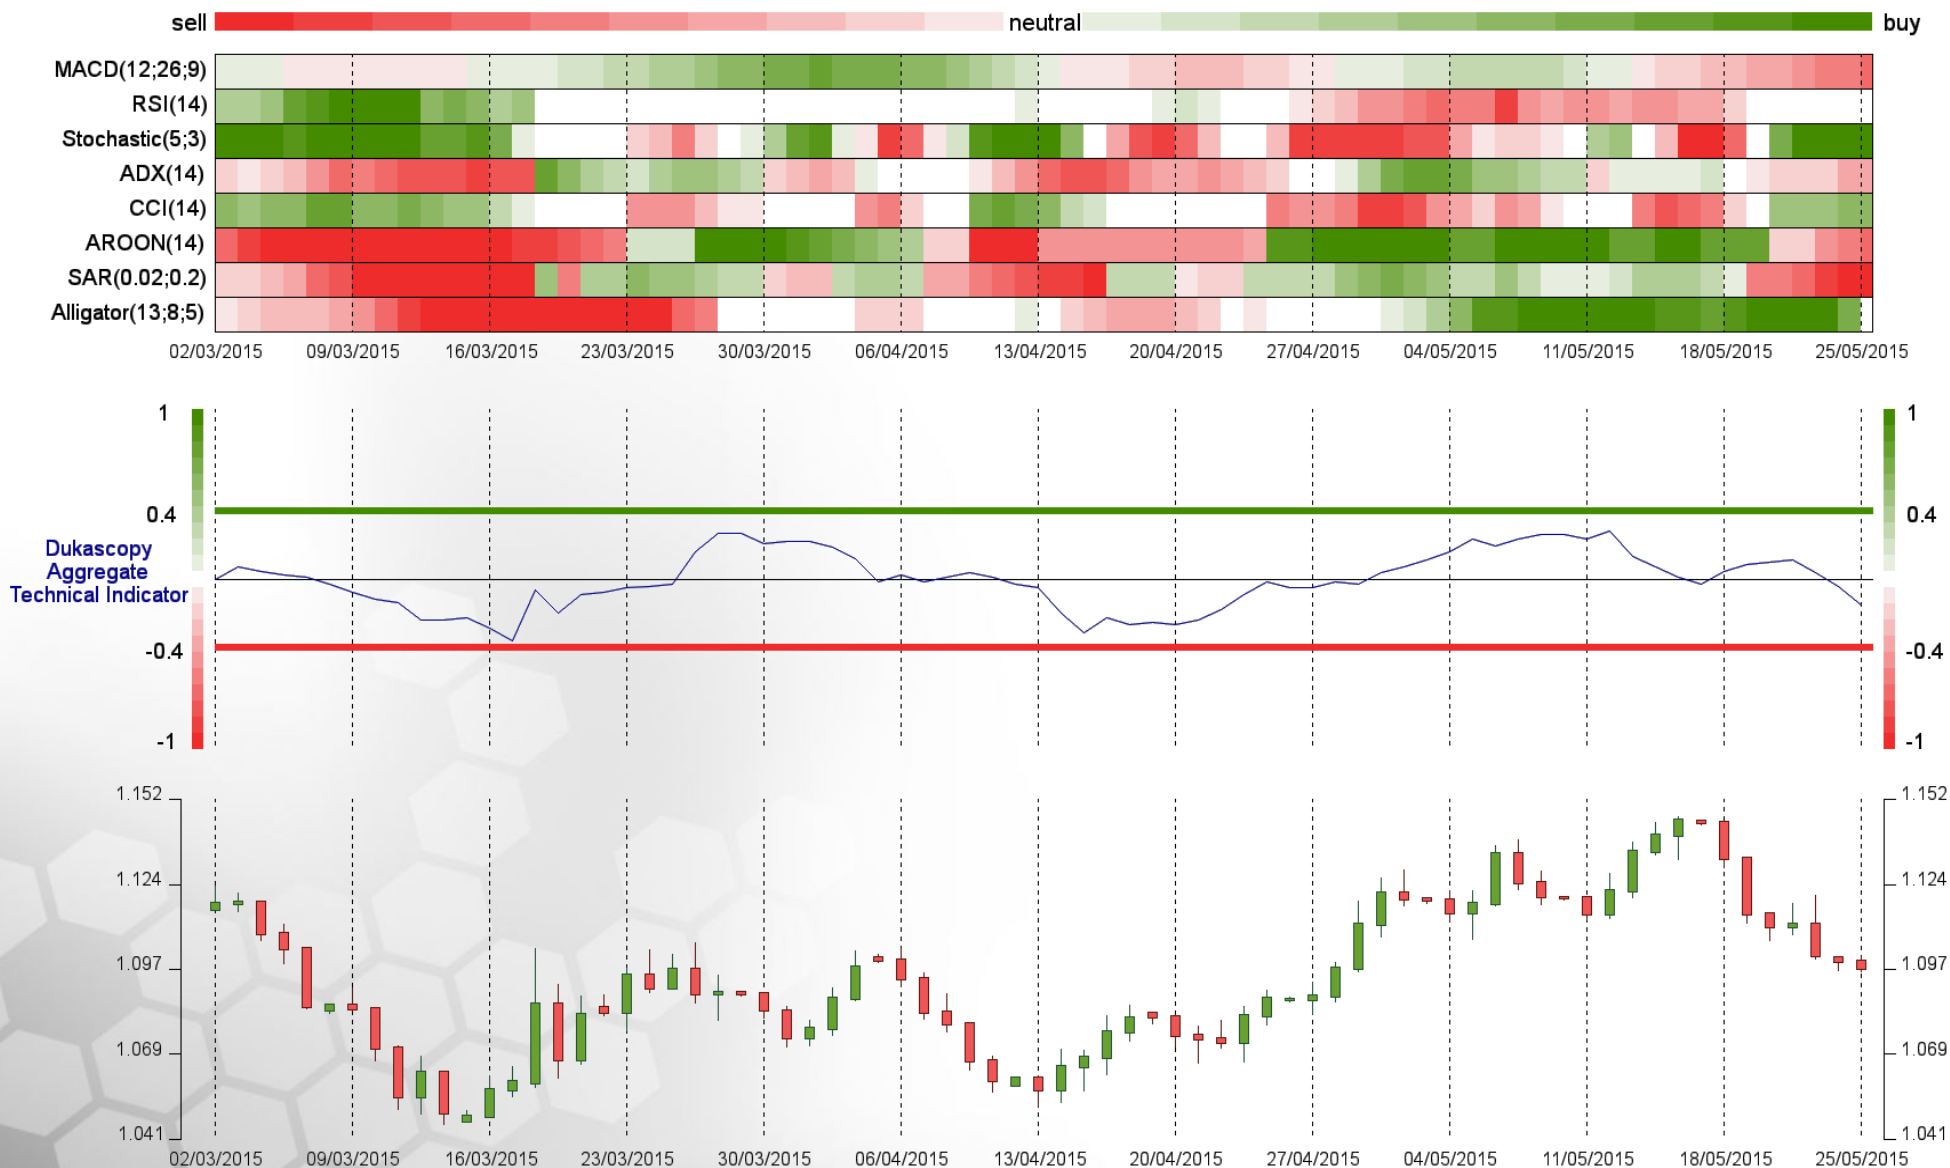 sell neutral buy
MACD(12;26;9)
RSI(14)
Stochastic(5;3)
ADX(14)
CCI(14)
AROON(14)
SAR(0.02;0.2)
Alligator(13;8;5)
02/03/2015 09/03/2015 16/03/2015 23/03/2015 30/03/2015 06/04/2015 13/04/2015 20/04/2015 27/04/2015 04/05/2015 11/05/2015 18/05/2015 25/05/2015
1 1
0.4 0.4
Dukascopy
Aggregate
Technical Indicator
-0.4 -0.4
-1 -1
1.152 1.152
1.124 1.124
1.097 1.097
1.069 1.069
1.041 1.041
02/03/2015 09/03/2015 16/03/2015 23/03/2015 30/03/2015 06/04/2015 13/04/2015 20/04/2015 27/04/2015 04/05/2015 11/05/2015 18/05/2015 25/05/2015